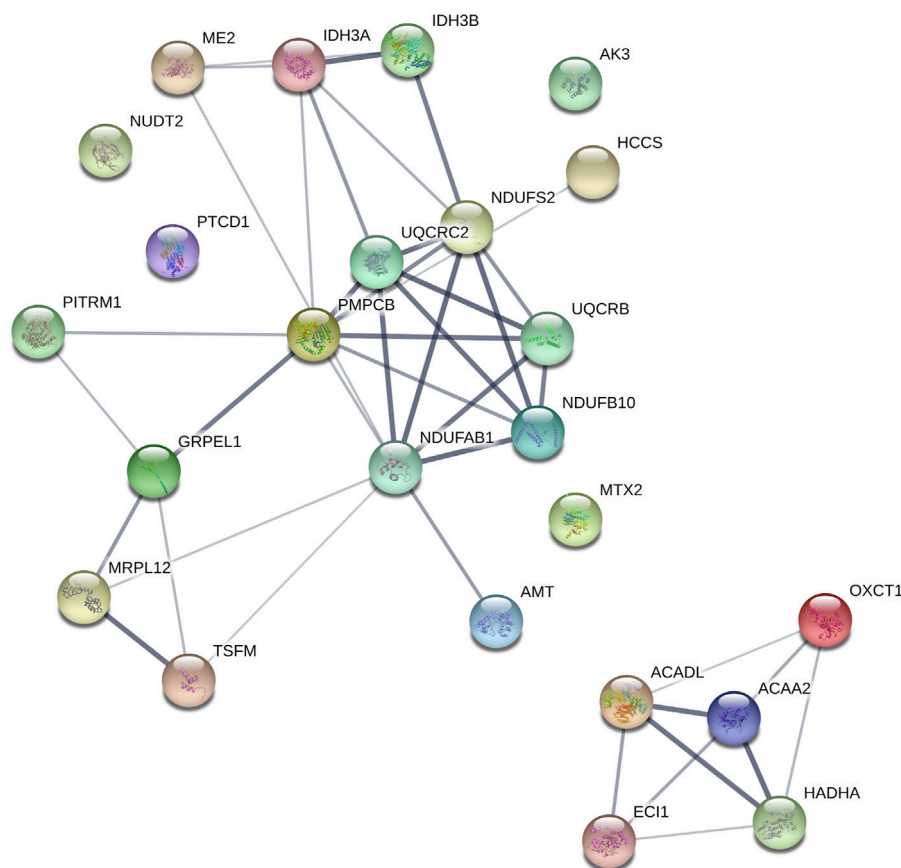 IDH3B
ME2
IDH3A
AK3
NUDT2
HCCS
NDUFS2
PTCD1
UQCRC2
PITRM1
PMPCB
UQCRB
NDUFB10
GRPEL1
NDUFAB1
MTX2
MRPL12
AMT
OXCT1
TSFM
ACADL
ACAA2
HADHA
ECI1